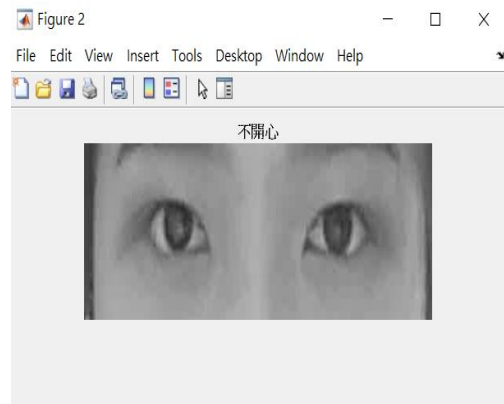 Figure 2
File Edit View Insert Tools Desktop Window Help
不開心